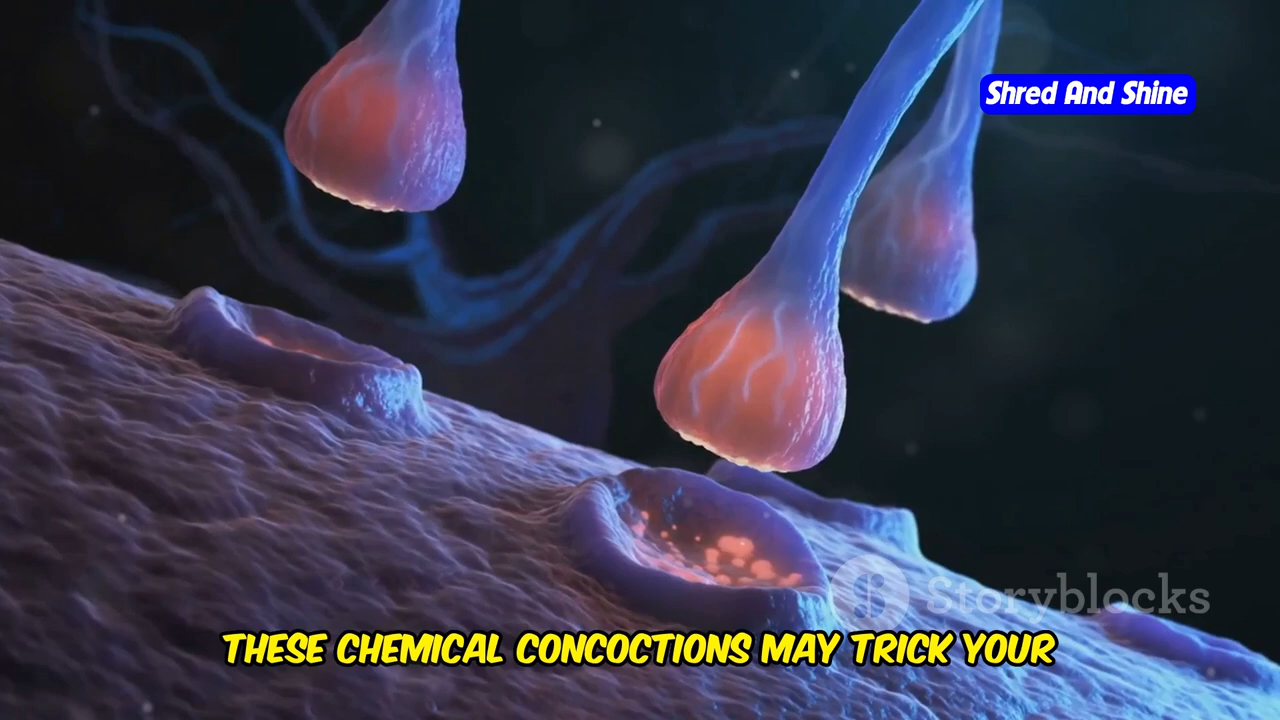 Shred And Shine
Storyblocks
THESE CHEMICAL CONCOCTIONS MAY TRICK YOUR